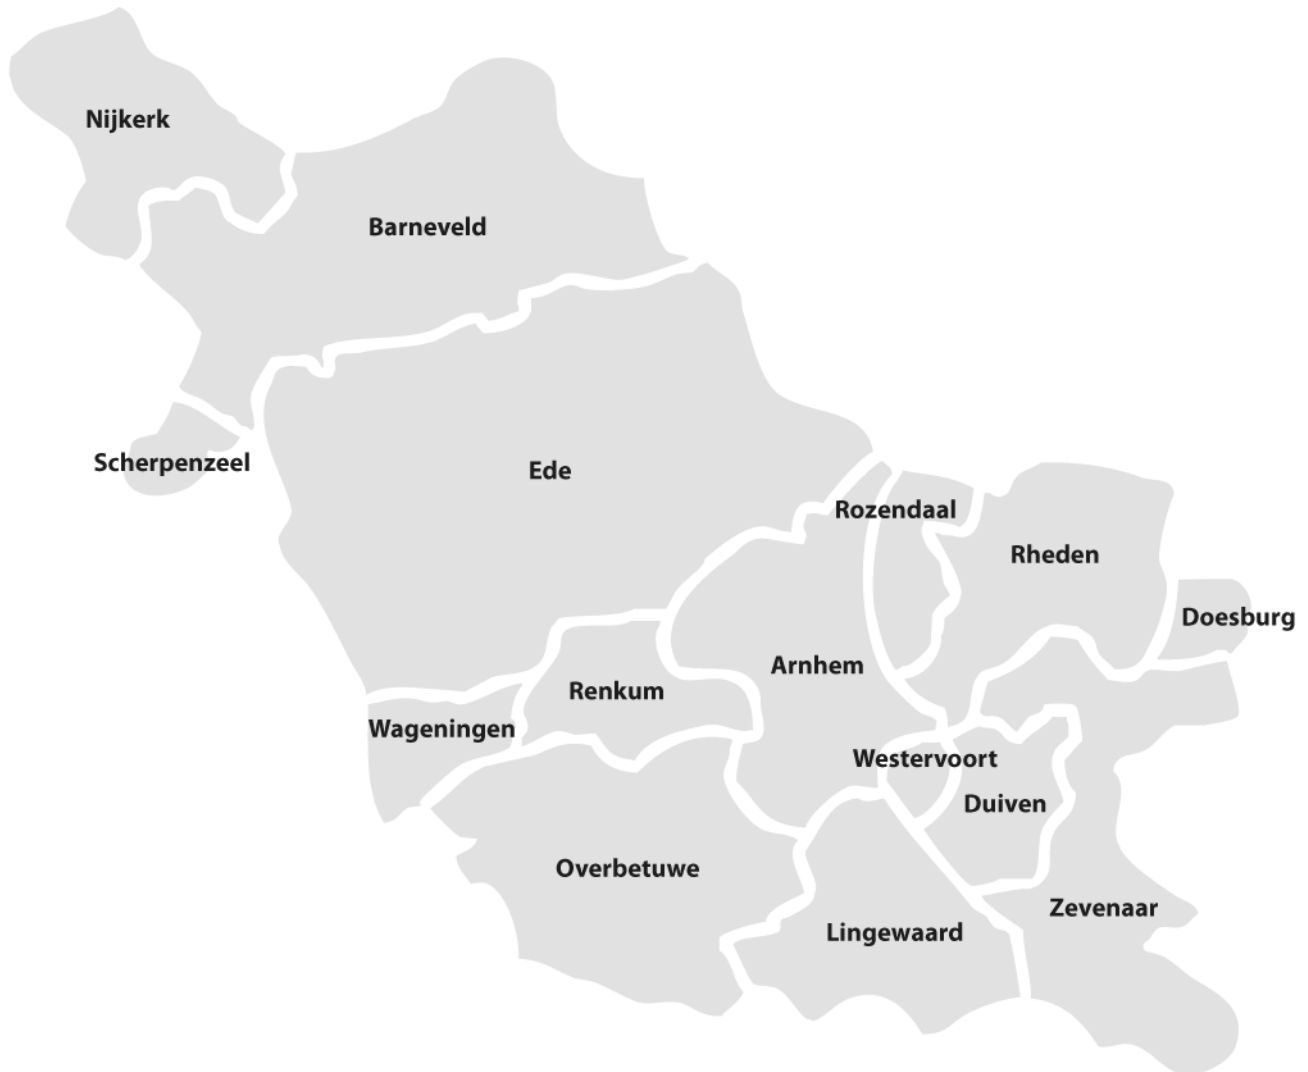 Nijkerk
Barneveld
Scherpenzeel
Ede
Rozendaal
Rheden
Doesburg
Arnhem
Renkum
Wageningen
Westervoort
Duiven
Overbetuwe
Zevenaar
Lingewaard